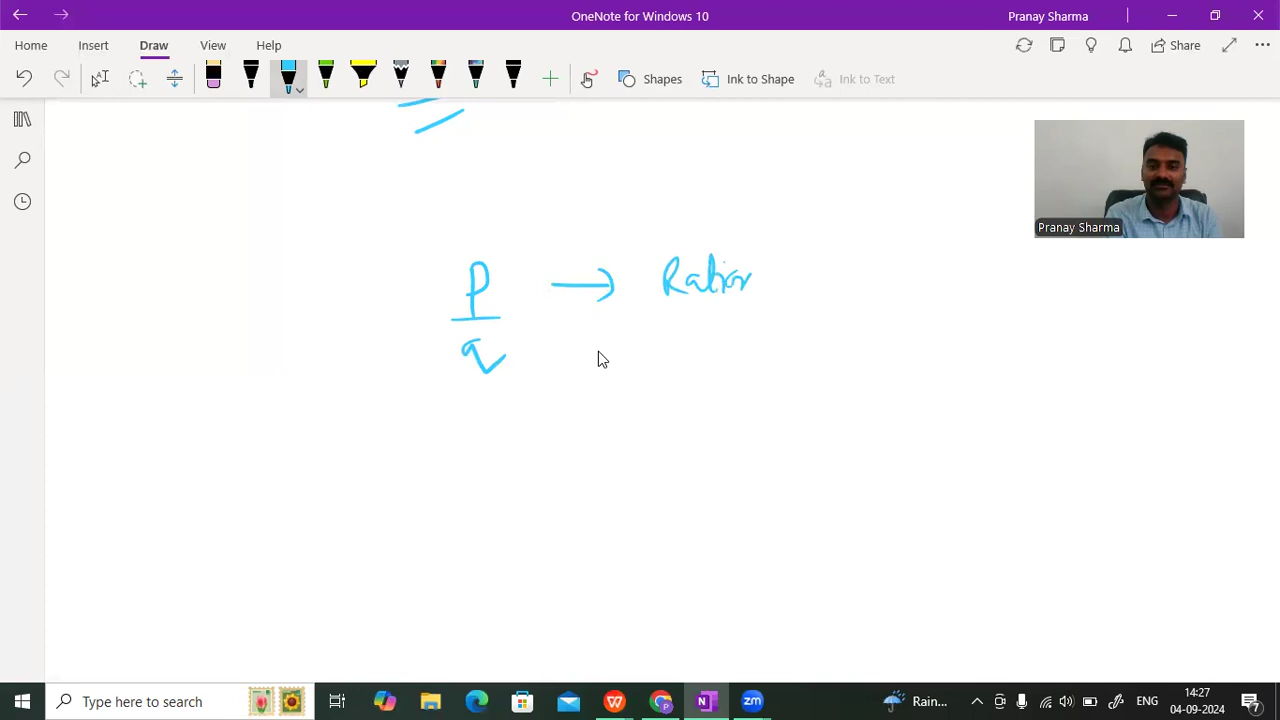 OneNote for Windows 10
Pranay Sharma
Home Insert Draw View Help
Share
Shapes Ink to Shape Ink to Text
Pranay Sharma
P → Ration
q
Type here to search
Rain...
ENG
14:27
04-09-2024
7